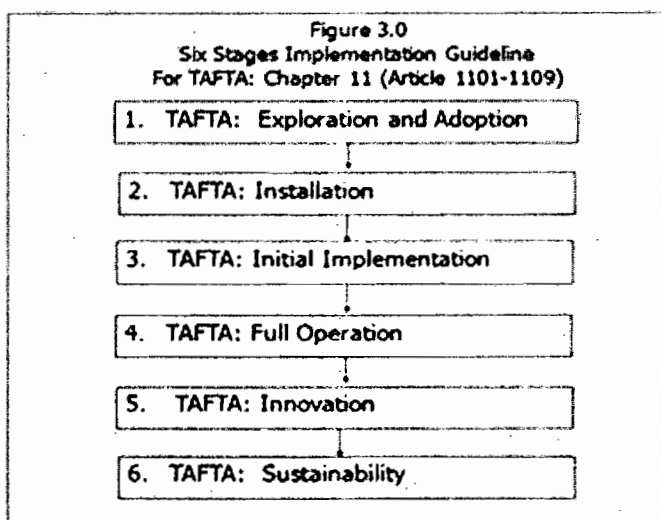 Figure 3.0
Six Stages Implementation Guideline
For TAFTA: Chapter 11 (Article 1101-1109)
1. TAFTA: Exploration and Adoption
2. TAFTA: Installation
3. TAFTA: Initial Implementation
4. TAFTA: Full Operation
5. TAFTA: Innovation
6. TAFTA: Sustainability